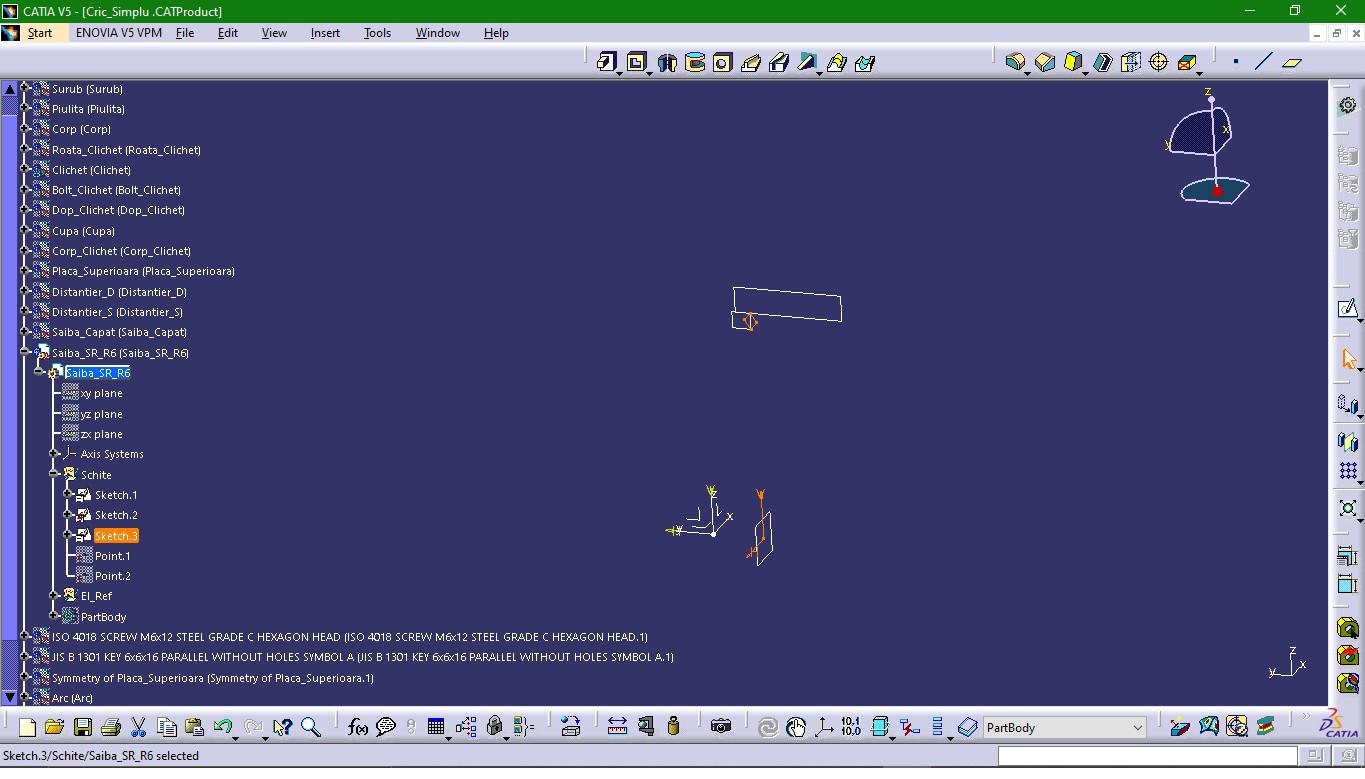 CATIA V5 - [Cric_Simplu .CATProduct]
Start ENOVIA V5 VPM File Edit View Insert Tools Window Help
Surub (Surub)
Piulita (Piulita)
Corp (Corp)
Roata_Clichet (Roata_Clichet)
Clichet (Clichet)
Bolt_Clichet (Bolt_Clichet)
Dop_Clichet (Dop_Clichet)
Cupa (Cupa)
Corp_Clichet (Corp_Clichet)
Placa_Superioara (Placa_Superioara)
Distantier_D (Distantier_D)
Distantier_S (Distantier_S)
Saiba_Capat (Saiba_Capat)
Saiba_SR_R6 (Saiba_SR_R6)
Saiba_SR_R6
xy plane
yz plane
zx plane
Axis Systems
Schite
Sketch.1
Sketch.2
Sketch.3
Point.1
Point.2
El_Ref
PartBody
ISO 4018 SCREW M6x12 STEEL GRADE C HEXAGON HEAD (ISO 4018 SCREW M6x12 STEEL GRADE C HEXAGON HEAD.1)
JIS B 1301 KEY 6x6x16 PARALLEL WITHOUT HOLES SYMBOL A (JIS B 1301 KEY 6x6x16 PARALLEL WITHOUT HOLES SYMBOL A.1)
Symmetry of Placa_Superioara (Symmetry of Placa_Superioara.1)
Arc (Arc)
z
x
y
z
y
x
z
y
x
f(x)
10.1
10.0
PartBody
CATIA
Sketch.3/Schite/Saiba_SR_R6 selected